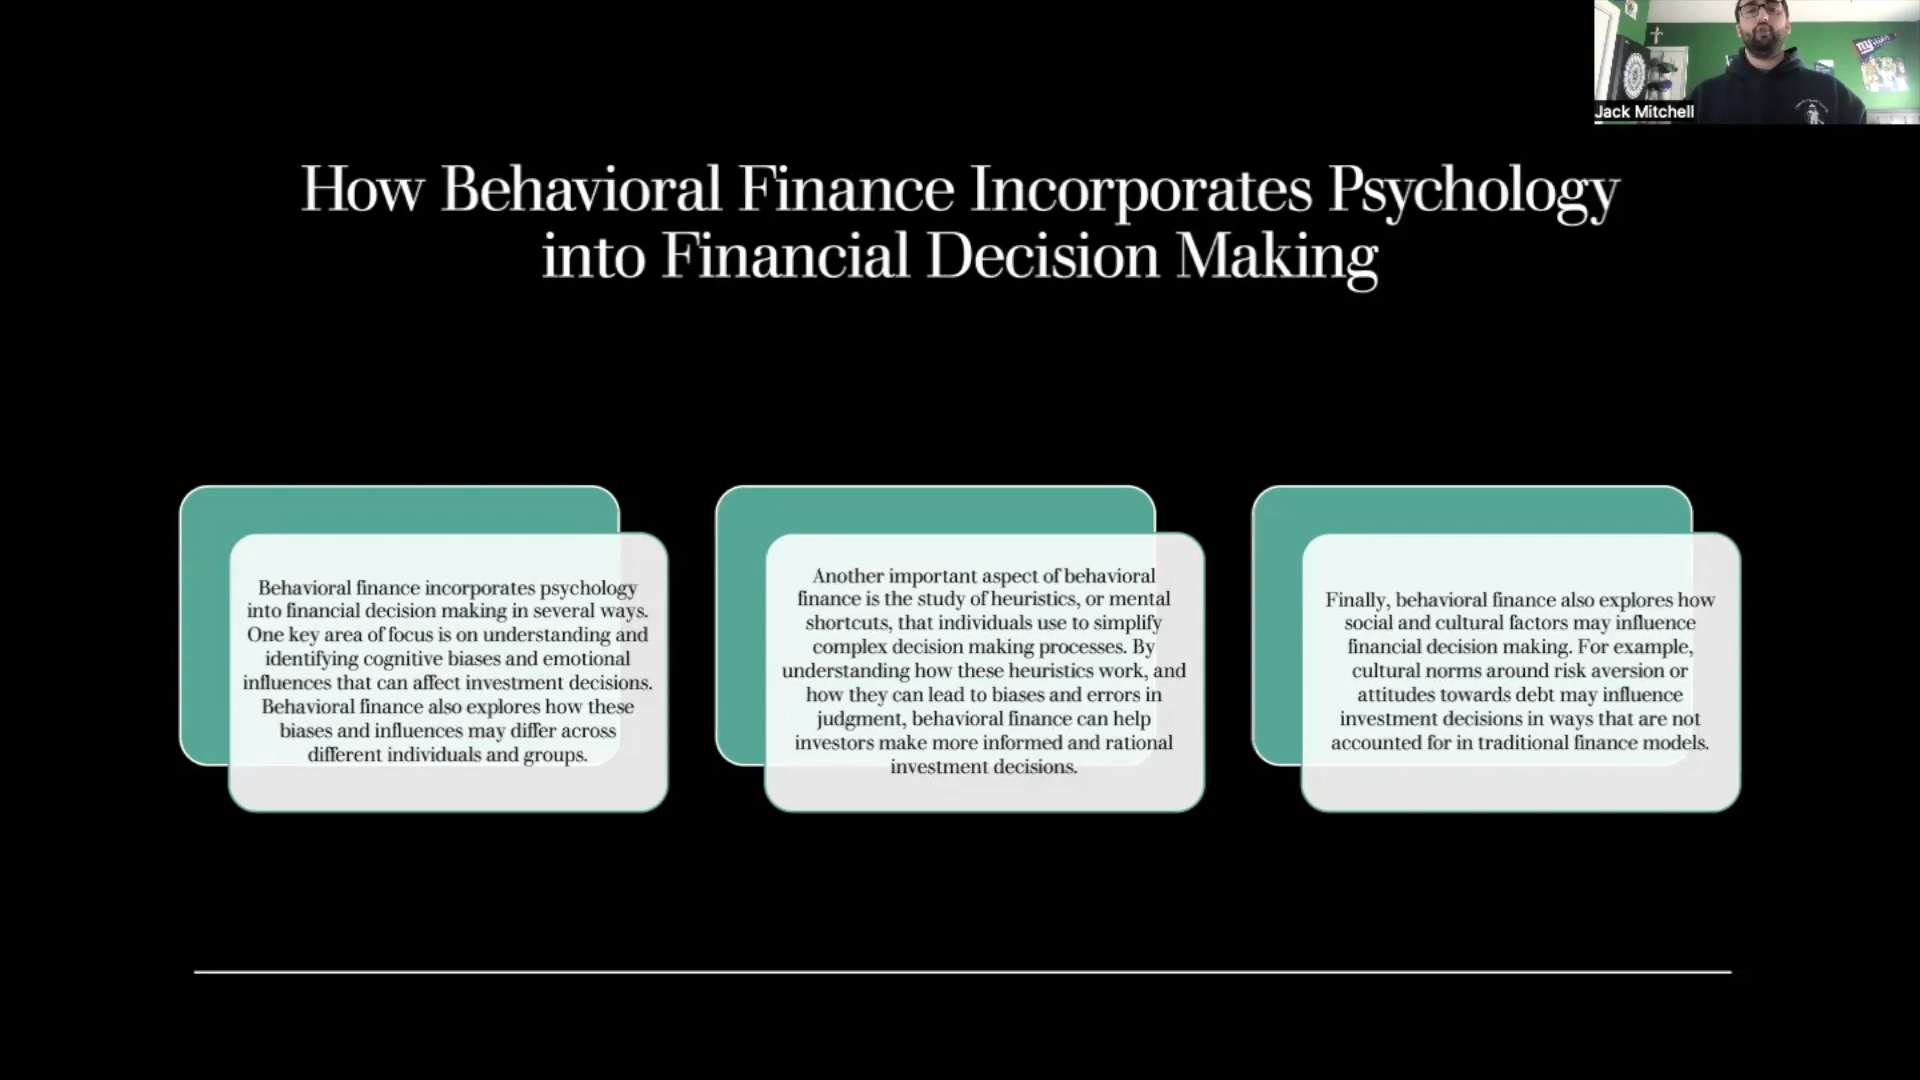 Jack Mitchell
How Behavioral Finance Incorporates Psychology
into Financial Decision Making
Behavioral finance incorporates psychology
into financial decision making in several ways.
One key area of focus is on understanding and
identifying cognitive biases and emotional
influences that can affect investment decisions.
Behavioral finance also explores how these
biases and influences may differ across
different individuals and groups.
Another important aspect of behavioral
finance is the study of heuristics, or mental
shortcuts, that individuals use to simplify
complex decision making processes. By
understanding how these heuristics work, and
how they can lead to biases and errors in
judgment, behavioral finance can help
investors make more informed and rational
investment decisions.
Finally, behavioral finance also explores how
social and cultural factors may influence
financial decision making. For example,
cultural norms around risk aversion or
attitudes towards debt may influence
investment decisions in ways that are not
accounted for in traditional finance models.